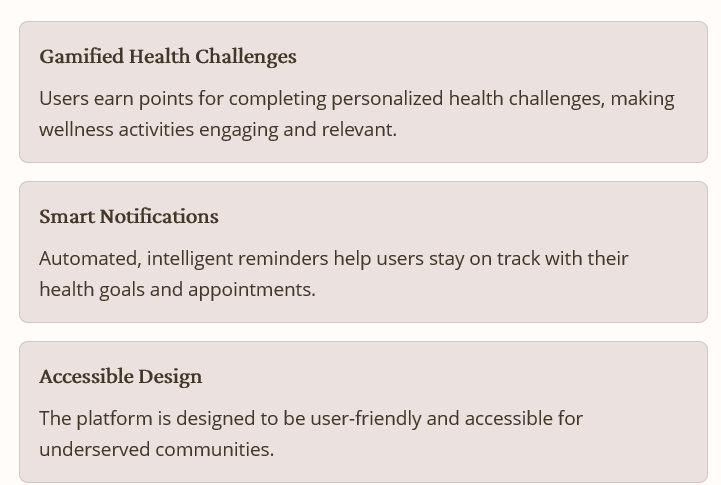 Gamified Health Challenges
Users earn points for completing personalized health challenges, making
wellness activities engaging and relevant.
Smart Notifications
Automated, intelligent reminders help users stay on track with their
health goals and appointments.
Accessible Design
The platform is designed to be user-friendly and accessible for
underserved communities.